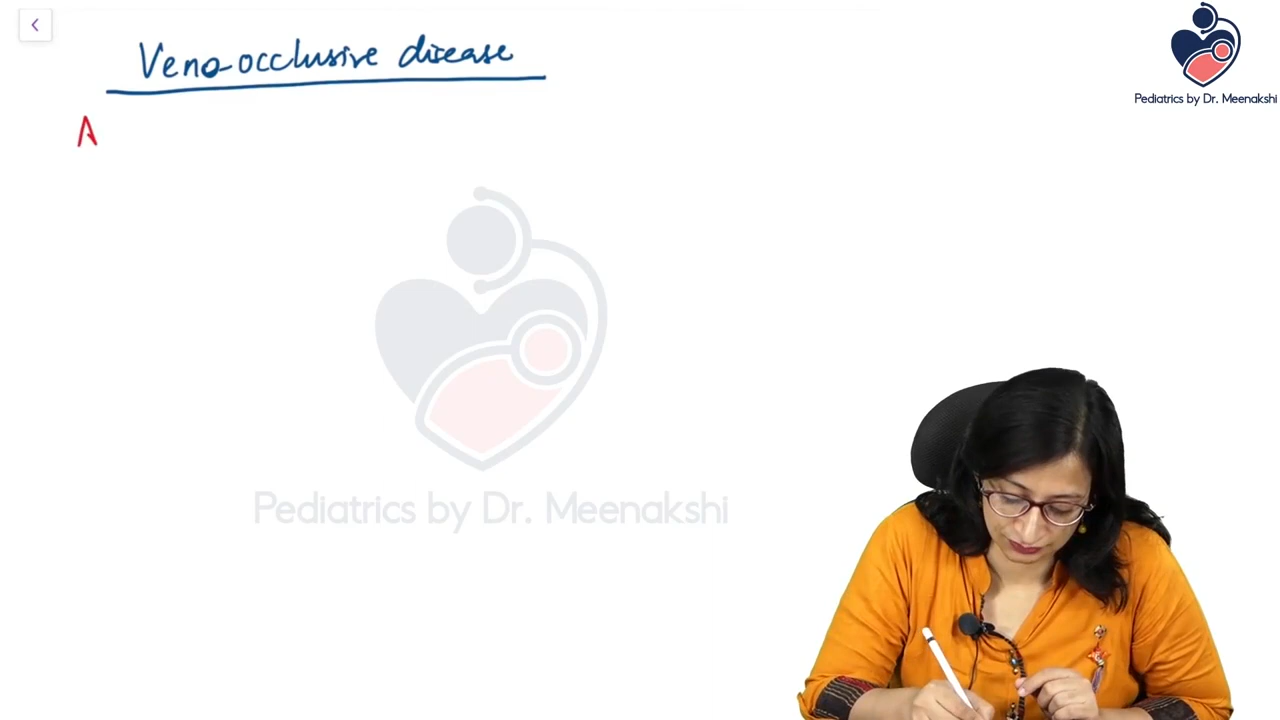 Veno-occlusive disease
A
Pediatrics by Dr. Meenakshi
Pediatrics by Dr. Meenakshi